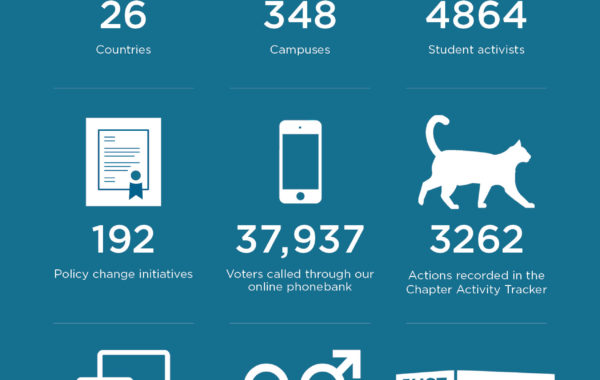 26
Countries
348
Campuses
4864
Student activists
192
Policy change initiatives
37,937
Voters called through our
online phonebank
3262
Actions recorded in the
Chapter Activity Tracker